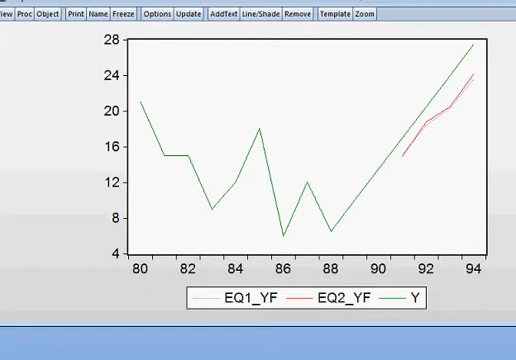 View Proc Object Print Name Freeze Options Update AddText Line/Shade Remove Template Zoom
28
24
20
16
12
8
4
80 82 84 86 88 90 92 94
EQ1_YF EQ2_YF Y